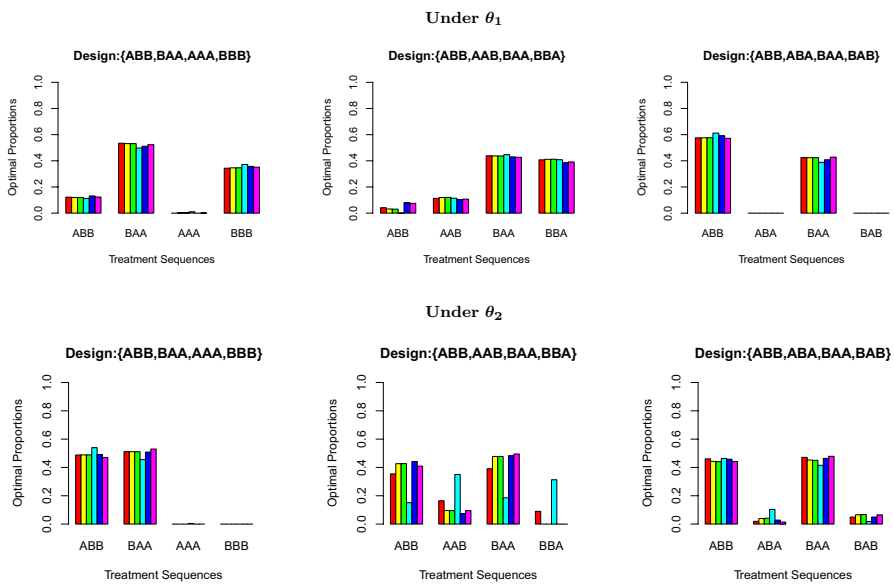 Under θ₁
Design:{ABB,BAA,AAA,BBB} Design:{ABB,AAB,BAA,BBA} Design:{ABB,ABA,BAA,BAB}
Optimal Proportions
0.0 0.2 0.4 0.6 0.8 1.0
ABB BAA AAA BBB
Treatment Sequences
Optimal Proportions
0.0 0.2 0.4 0.6 0.8 1.0
ABB AAB BAA BBA
Treatment Sequences
Optimal Proportions
0.0 0.2 0.4 0.6 0.8 1.0
ABB ABA BAA BAB
Treatment Sequences
Under θ₂
Design:{ABB,BAA,AAA,BBB} Design:{ABB,AAB,BAA,BBA} Design:{ABB,ABA,BAA,BAB}
Optimal Proportions
0.0 0.2 0.4 0.6 0.8 1.0
ABB BAA AAA BBB
Treatment Sequences
Optimal Proportions
0.0 0.2 0.4 0.6 0.8 1.0
ABB AAB BAA BBA
Treatment Sequences
Optimal Proportions
0.0 0.2 0.4 0.6 0.8 1.0
ABB ABA BAA BAB
Treatment Sequences